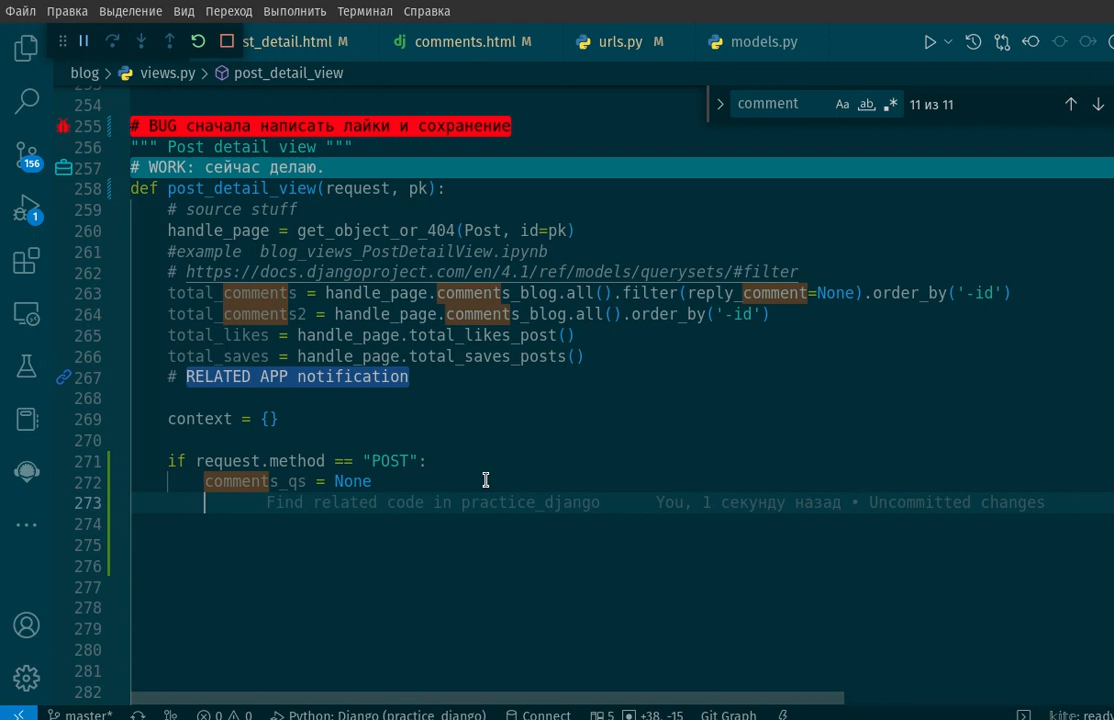 Файл Правка Выделение Вид Переход Выполнить Терминал Справка
st_detail.html M comments.html M urls.py M models.py
blog > views.py > post_detail_view
comment Aa ab 11 из 11
254
255 # BUG сначала написать лайки и сохранение
256 """ Post detail view """
257 # WORK: сейчас делаю.
258 def post_detail_view(request, pk):
259 # source stuff
260 handle_page = get_object_or_404(Post, id=pk)
261 #example blog_views_PostDetailView.ipynb
262 # https://docs.djangoproject.com/en/4.1/ref/models/querysets/#filter
263 total_comments = handle_page.comments_blog.all().filter(reply_comment=None).order_by('-id')
264 total_comments2 = handle_page.comments_blog.all().order_by('-id')
265 total_likes = handle_page.total_likes_post()
266 total_saves = handle_page.total_saves_posts()
267 # RELATED APP notification
268
269 context = {}
270
271 if request.method == "POST":
272 comments_qs = None
273 Find related code in practice_django You, 1 секунду назад • Uncommitted changes
274
275
276
277
278
279
280
281
282
156
1
master* 0 0 Python: Django (practice_django) Connect 5 +38, -15 Git Graph kite: ready